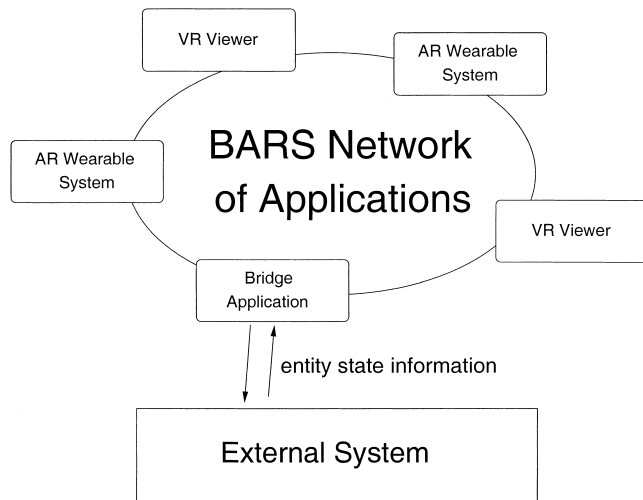 VR Viewer
AR Wearable
System
BARS Network
of Applications
AR Wearable
System
VR Viewer
Bridge
Application
entity state information
External System